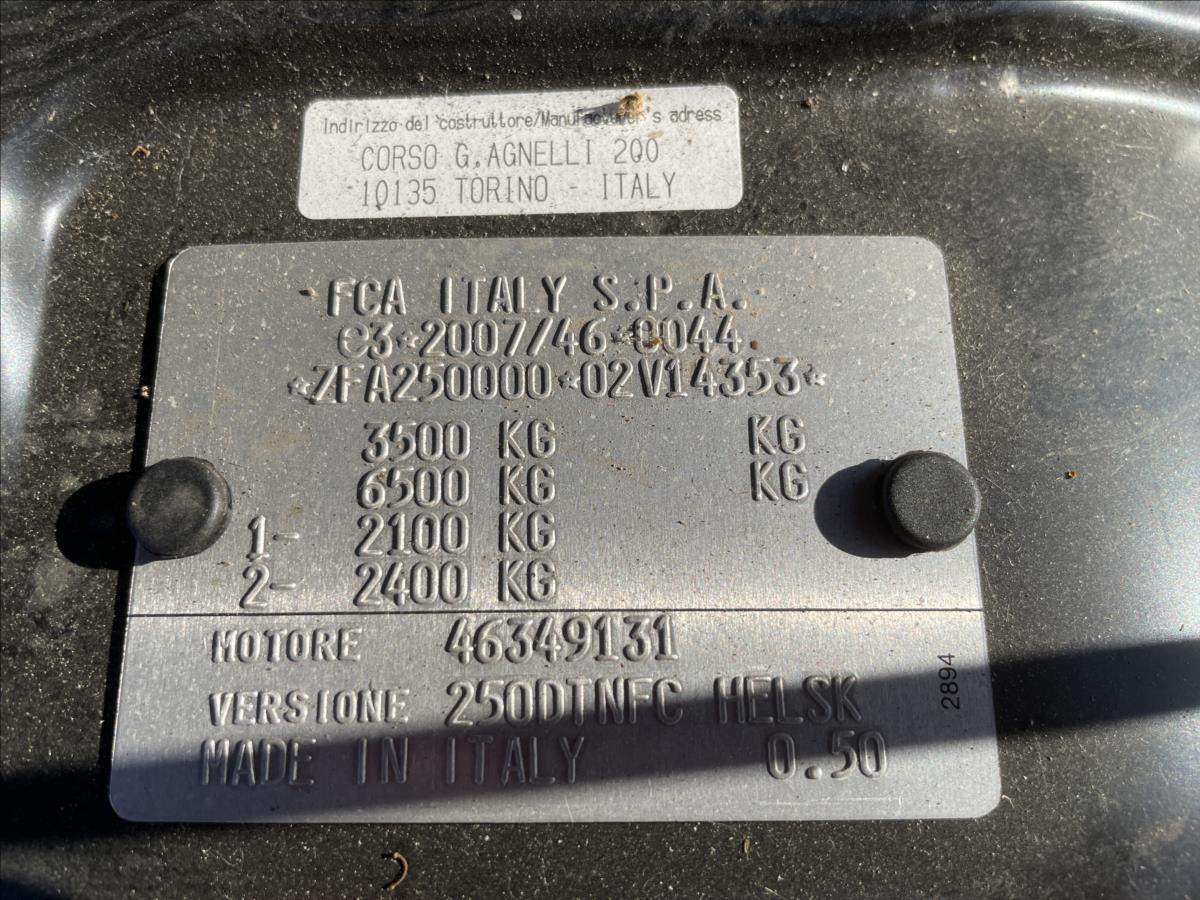 Indirizzo del costruttore/Manufacturer's adress
CORSO G.AGNELLI 200
10135 TORINO - ITALY
FCA ITALY S.P.A.
e3*2007/46*0044
*ZFA250000*02V14353*
3500 KG KG
6500 KG KG
1- 2100 KG
2- 2400 KG
MOTORE 46349131
VERSIONE 250DTNFC HELSK
MADE IN ITALY 0.50
2894